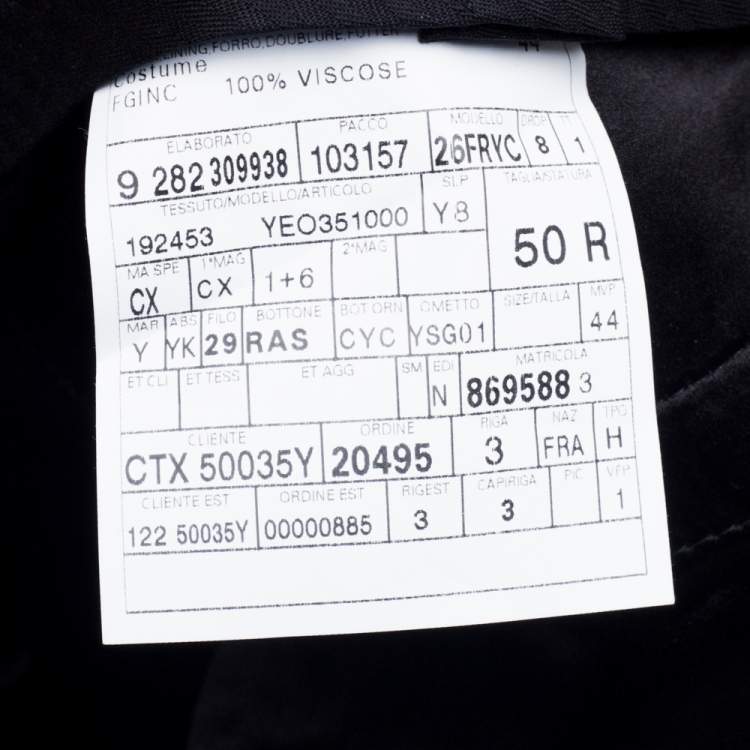 FORRO, DOUBLURE, FUTTER
Costume
FGINC 100% VISCOSE
44
ELABORATO PACCO MODELLO DROP
9 282 309938 103157 26FRYC 8 1
TESSUTO/MODELLO/ARTICOLO SLP TAGLIA/STATURA
192453 YEO351000 Y8 50 R
MA SPE 1°MAG 2°MAG
CX CX 1+6
MAR ABS FILO BOTTONE BOT ORN OMETTO SIZE/TALLA MVP
Y YK 29 RAS CYC YSG01 44
ET CLI ET TESS ET AGG SM EDI MATRICOLA
N 869588 3
CLIENTE ORDINE RIGA NAZ TPO
CTX 50035Y 20495 3 FRA H
CLIENTE EST ORDINE EST RIGEST CAPIRIGA PIC VER
122 50035Y 00000885 3 3 1